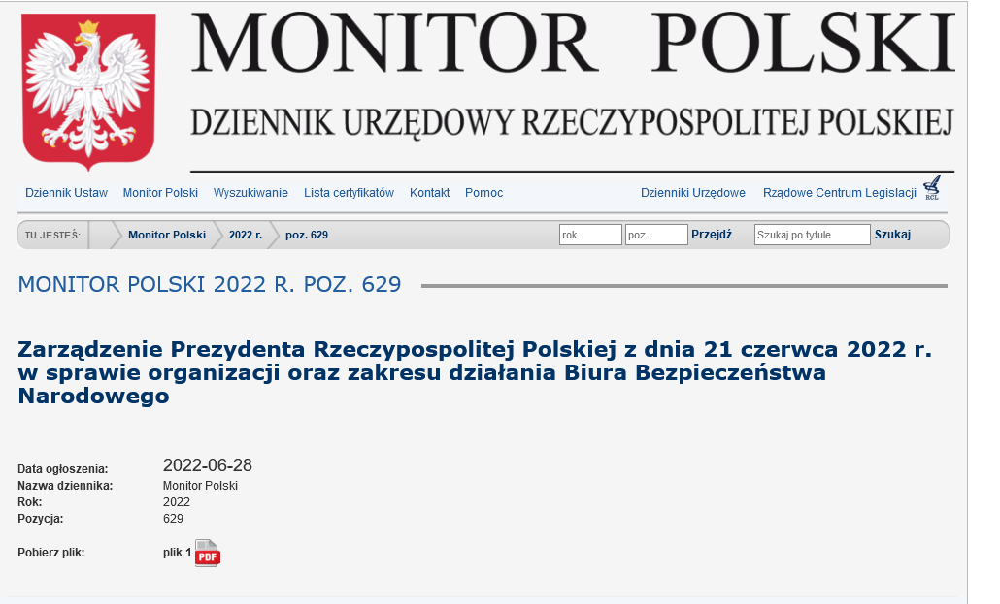 MONITOR POLSKI
DZIENNIK URZĘDOWY RZECZYPOSPOLITEJ POLSKIEJ
Dziennik Ustaw Monitor Polski Wyszukiwanie Lista certyfikatów Kontakt Pomoc Dzienniki Urzędowe Rządowe Centrum Legislacji RCL
TU JESTEŚ: Monitor Polski 2022 r. poz. 629 rok poz. Przejdź Szukaj po tytule Szukaj
MONITOR POLSKI 2022 R. POZ. 629
Zarządzenie Prezydenta Rzeczypospolitej Polskiej z dnia 21 czerwca 2022 r.
w sprawie organizacji oraz zakresu działania Biura Bezpieczeństwa
Narodowego
Data ogłoszenia: 2022-06-28
Nazwa dziennika: Monitor Polski
Rok: 2022
Pozycja: 629
Pobierz plik: plik 1 PDF